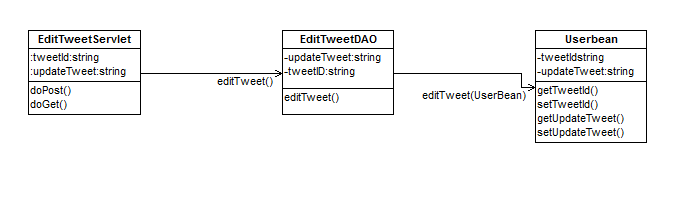 EditTweetServlet
:tweetId:string
:updateTweet:string
doPost()
doGet()
editTweet()
EditTweetDAO
-updateTweet:string
-tweetID:string
editTweet()
editTweet(UserBean)
Userbean
-tweetIdstring
-updateTweet:string
getTweetId()
setTweetId()
getUpdateTweet()
setUpdateTweet()